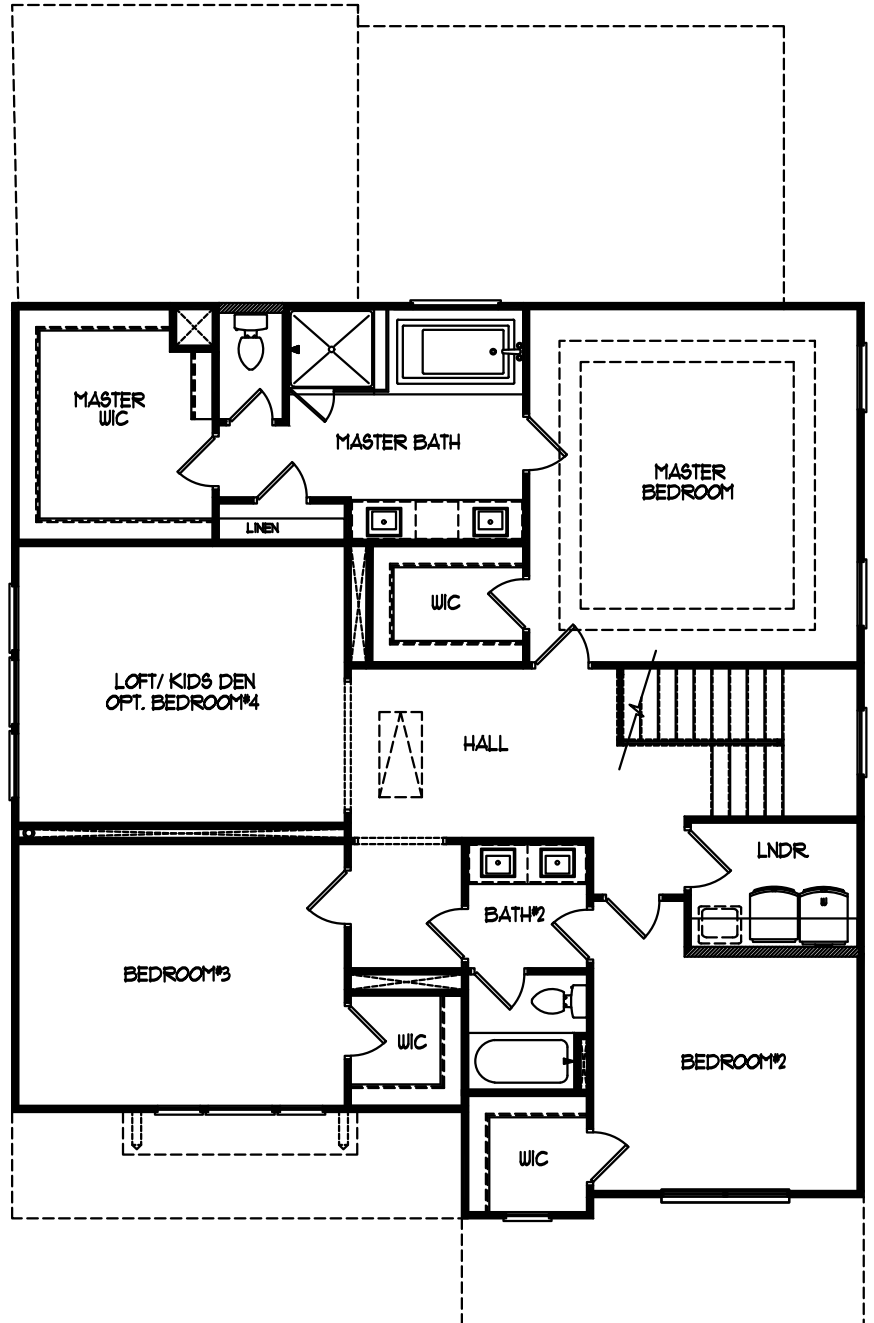 MASTER
WIC
MASTER BATH
MASTER
BEDROOM
LINEN
WIC
LOFT/ KIDS DEN
OPT. BEDROOM#4
HALL
LNDR
W
BATH#2
BEDROOM#3
WIC
BEDROOM#2
WIC